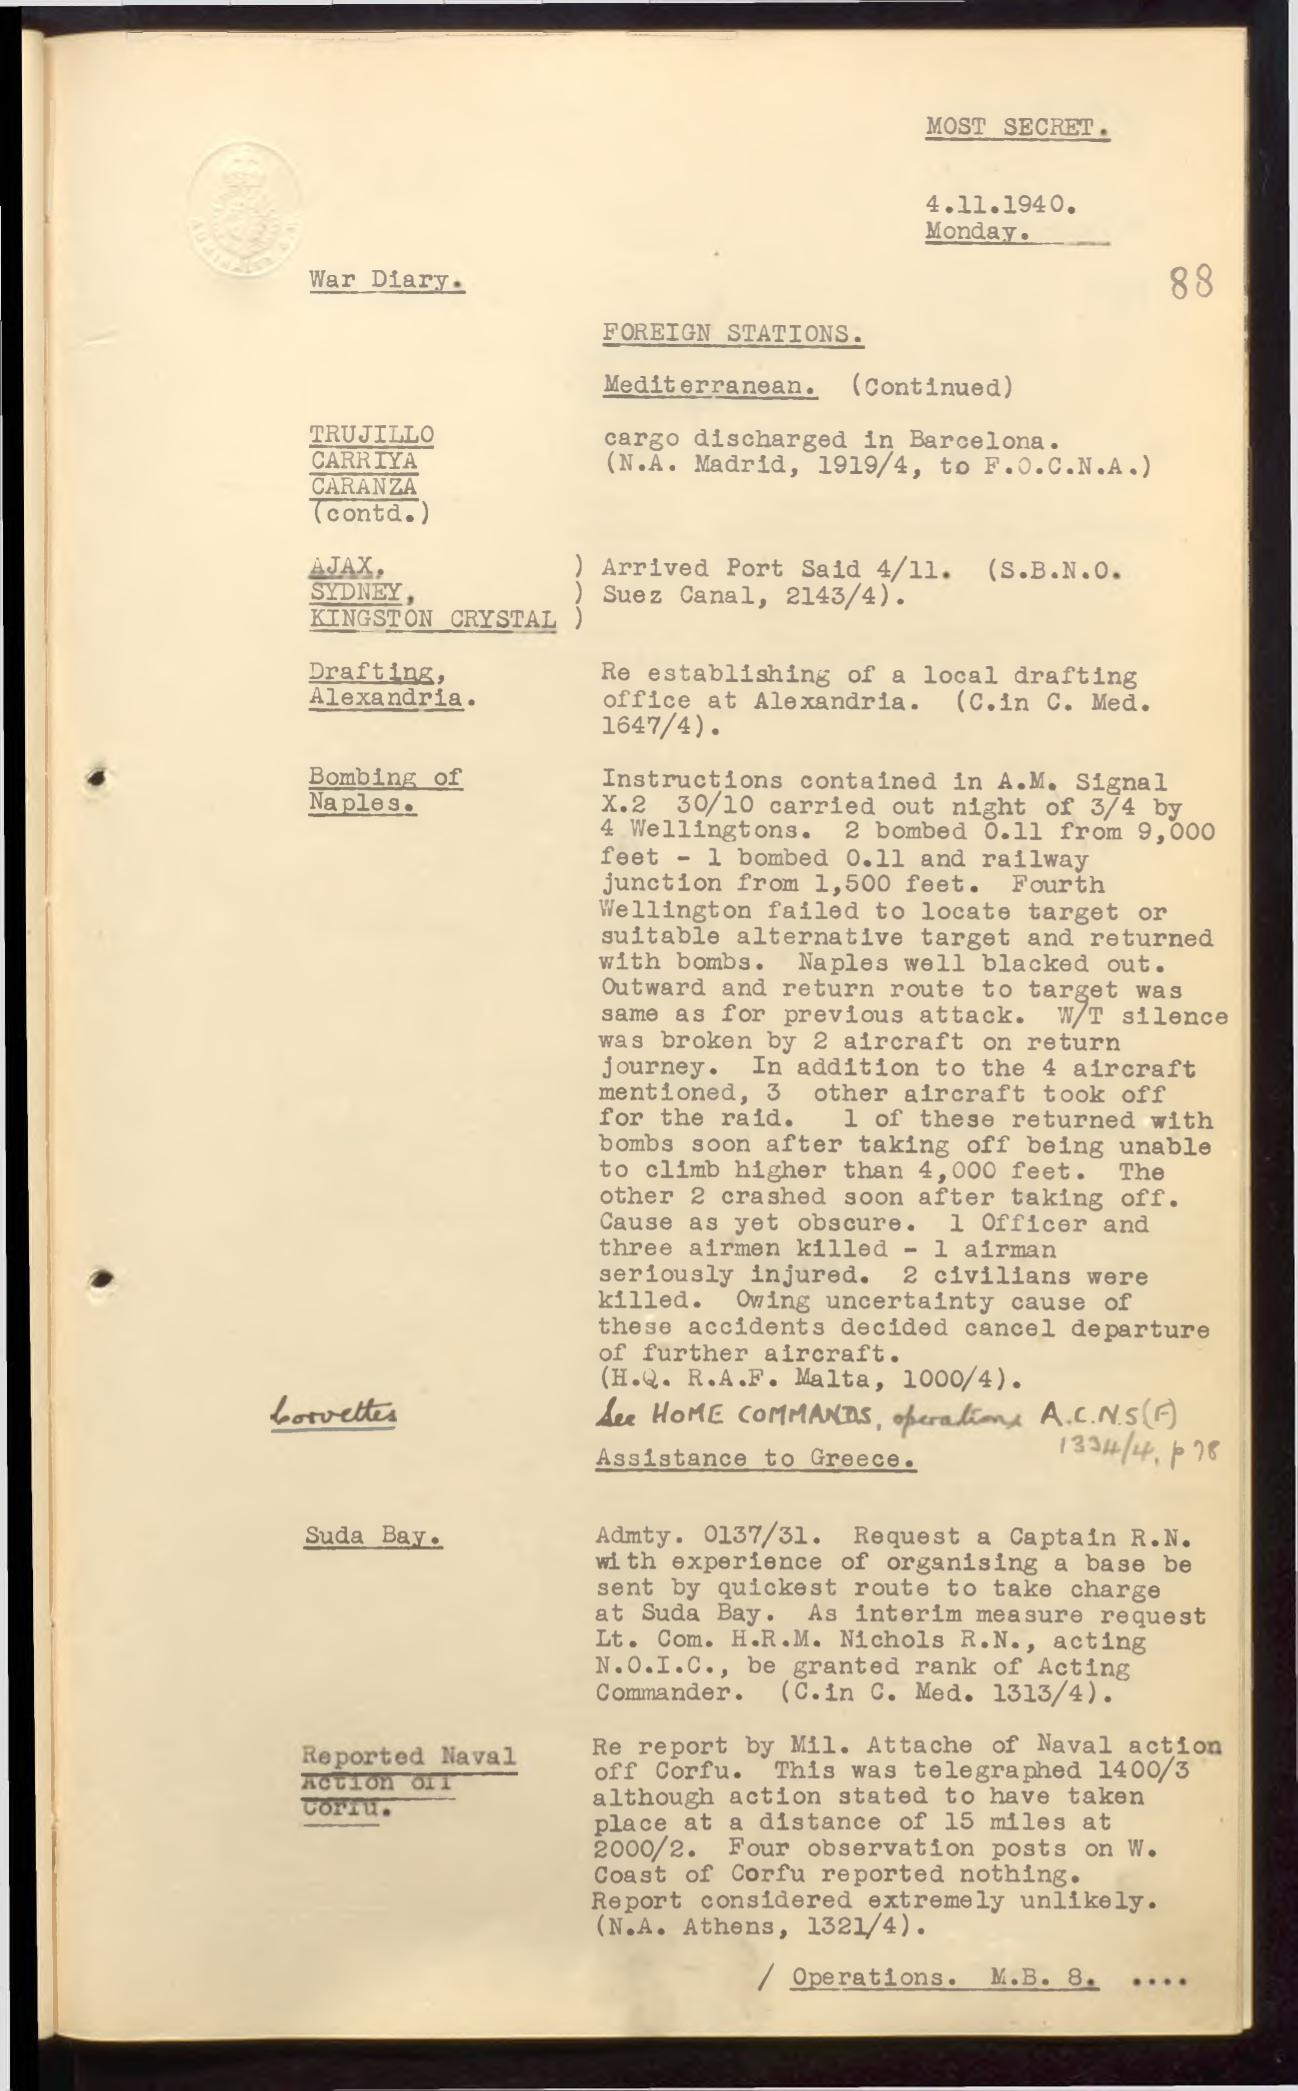 MOST SECRET.
4.11.1940.
Monday.
War Diary.
88
FOREIGN STATIONS.
Mediterranean. (Continued)
TRUJILLO
CARRIYA
CARANZA
(contd.)
cargo discharged in Barcelona.
(N.A. Madrid, 1919/4, to F.O.C.N.A.)
AJAX,
SYDNEY,
KINGSTON CRYSTAL
) Arrived Port Said 4/11. (S.B.N.O.
) Suez Canal, 2143/4).
)
Drafting,
Alexandria.
Re establishing of a local drafting
office at Alexandria. (C.in C. Med.
1647/4).
Bombing of
Naples.
Instructions contained in A.M. Signal
X.2 30/10 carried out night of 3/4 by
4 Wellingtons. 2 bombed 0.11 from 9,000
feet - 1 bombed 0.11 and railway
junction from 1,500 feet. Fourth
Wellington failed to locate target or
suitable alternative target and returned
with bombs. Naples well blacked out.
Outward and return route to target was
same as for previous attack. W/T silence
was broken by 2 aircraft on return
journey. In addition to the 4 aircraft
mentioned, 3 other aircraft took off
for the raid. 1 of these returned with
bombs soon after taking off being unable
to climb higher than 4,000 feet. The
other 2 crashed soon after taking off.
Cause as yet obscure. 1 Officer and
three airmen killed - 1 airman
seriously injured. 2 civilians were
killed. Owing uncertainty cause of
these accidents decided cancel departure
of further aircraft.
(H.Q. R.A.F. Malta, 1000/4).
Corvettes
See HOME COMMANDS, operations A.C.N.S(F)
1334/4, p 78
Assistance to Greece.
Suda Bay.
Admty. 0137/31. Request a Captain R.N.
with experience of organising a base be
sent by quickest route to take charge
at Suda Bay. As interim measure request
Lt. Com. H.R.M. Nichols R.N., acting
N.O.I.C., be granted rank of Acting
Commander. (C.in C. Med. 1313/4).
Reported Naval
Action off
Corfu.
Re report by Mil. Attache of Naval action
off Corfu. This was telegraphed 1400/3
although action stated to have taken
place at a distance of 15 miles at
2000/2. Four observation posts on W.
Coast of Corfu reported nothing.
Report considered extremely unlikely.
(N.A. Athens, 1321/4).
/ Operations. M.B. 8. ....